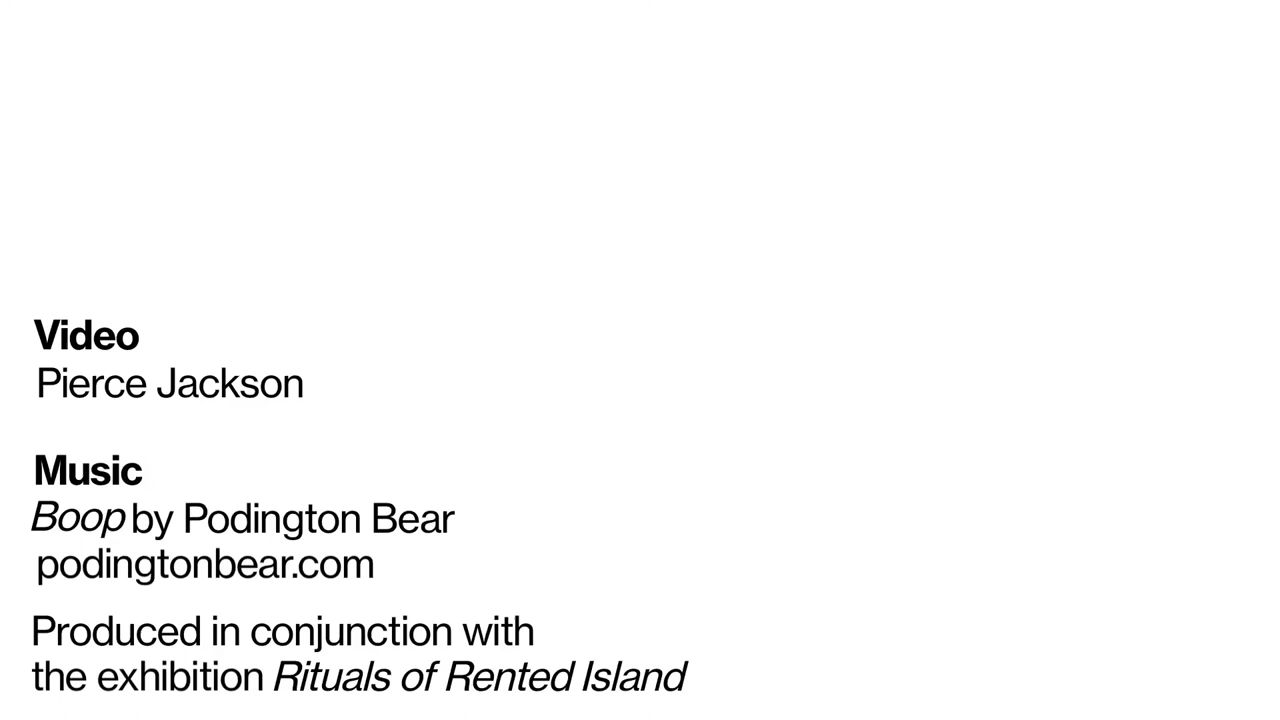 Video
Pierce Jackson
Music
Boop by Podington Bear
podingtonbear.com
Produced in conjunction with
the exhibition Rituals of Rented Island